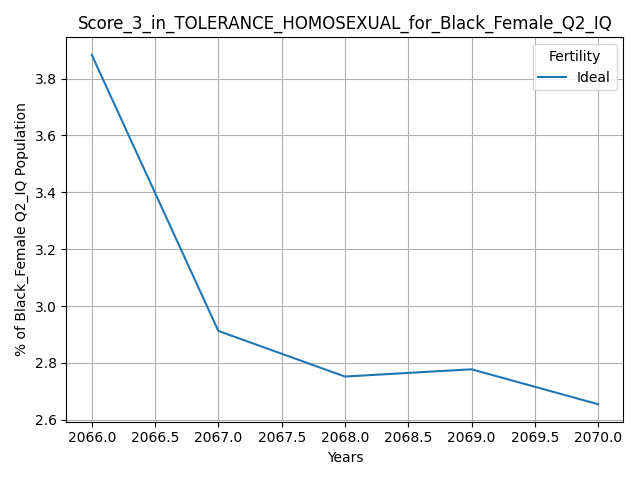 Score_3_in_TOLERANCE_HOMOSEXUAL_for_Black_Female_Q2_IQ
Fertility
Ideal
% of Black_Female Q2_IQ Population
3.8
3.6
3.4
3.2
3.0
2.8
2.6
2066.0 2066.5 2067.0 2067.5 2068.0 2068.5 2069.0 2069.5 2070.0
Years